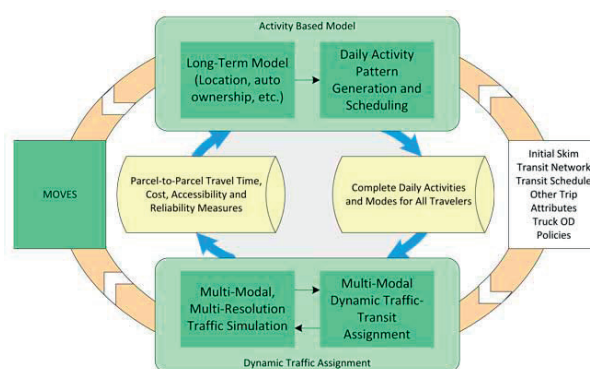 Activity Based Model
Long-Term Model
(Location, auto
ownership, etc.)
Daily Activity
Pattern
Generation and
Scheduling
MOVES
Parcel-to-Parcel Travel Time,
Cost, Accessibility and
Reliability Measures
Complete Daily Activities
and Modes for All Travelers
Initial Skim
Transit Network
Transit Schedule
Other Trip
Attributes
Truck OD
Policies
Multi-Modal,
Multi-Resolution
Traffic Simulation
Multi-Modal
Dynamic Traffic-
Transit
Assignment
Dynamic Traffic Assignment